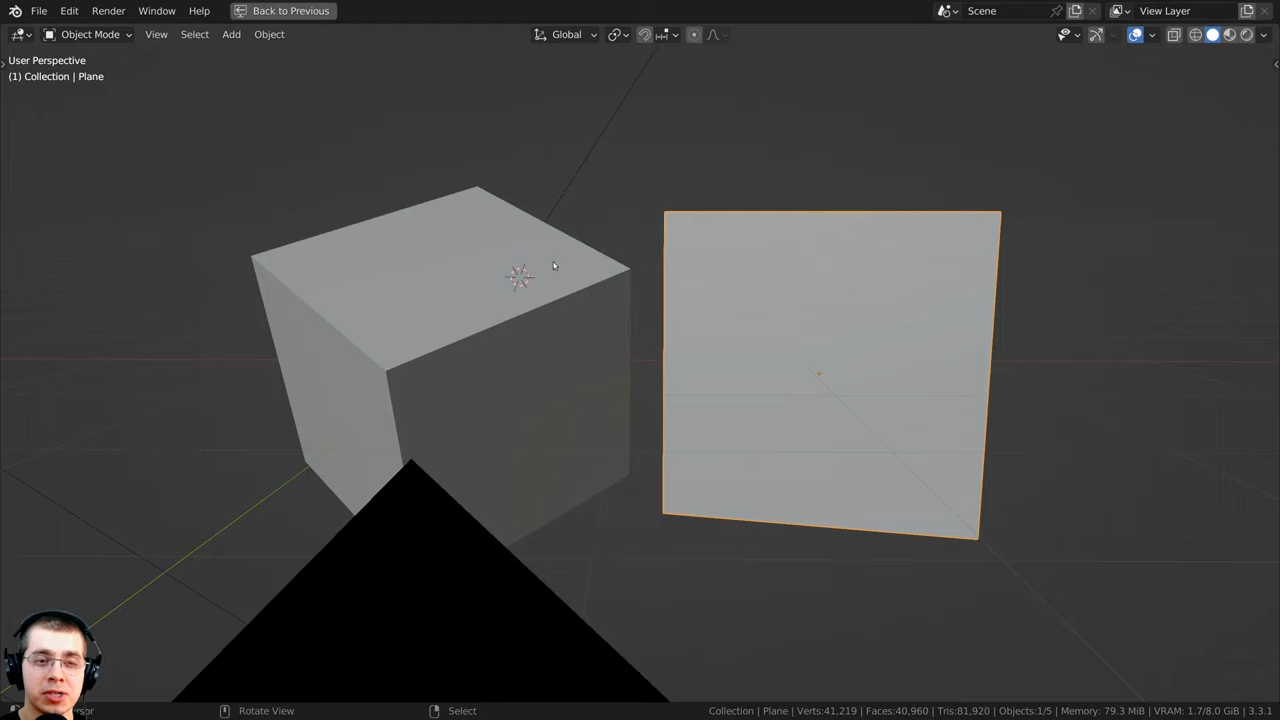 File Edit Render Window Help Back to Previous Scene View Layer
Object Mode View Select Add Object Global
User Perspective
(1) Collection | Plane
Rotate View Select Collection | Plane | Verts:41,219 | Faces:40,960 | Tris:81,920 | Objects:1/5 | Memory: 79.3 MiB | VRAM: 1.7/8.0 GiB | 3.3.1